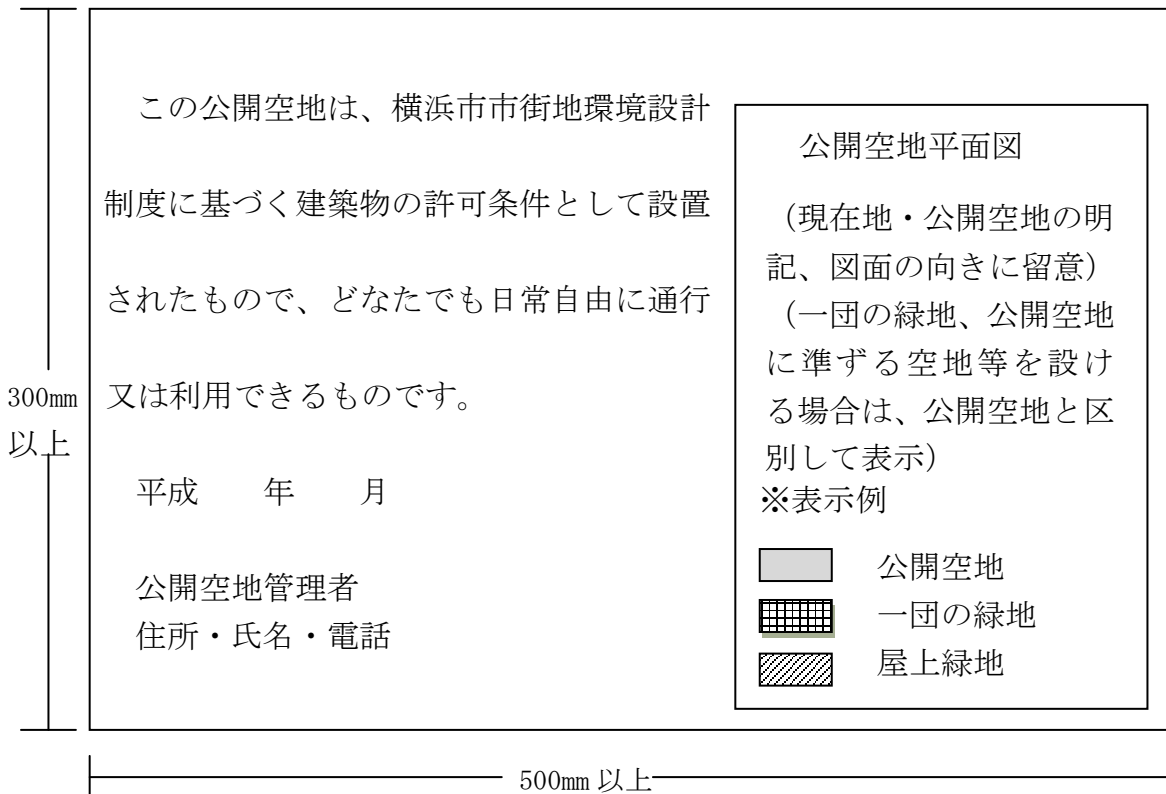 この公開空地は、横浜市市街地環境設計
制度に基づく建築物の許可条件として設置
されたもので、どなたでも日常自由に通行
又は利用できるものです。
平成　　年　　月
公開空地管理者
住所・氏名・電話
公開空地平面図
（現在地・公開空地の明
記、図面の向きに留意）
（一団の緑地、公開空地
に準ずる空地等を設け
る場合は、公開空地と区
別して表示）
※表示例
公開空地
一団の緑地
屋上緑地
300mm
以上
500mm 以上